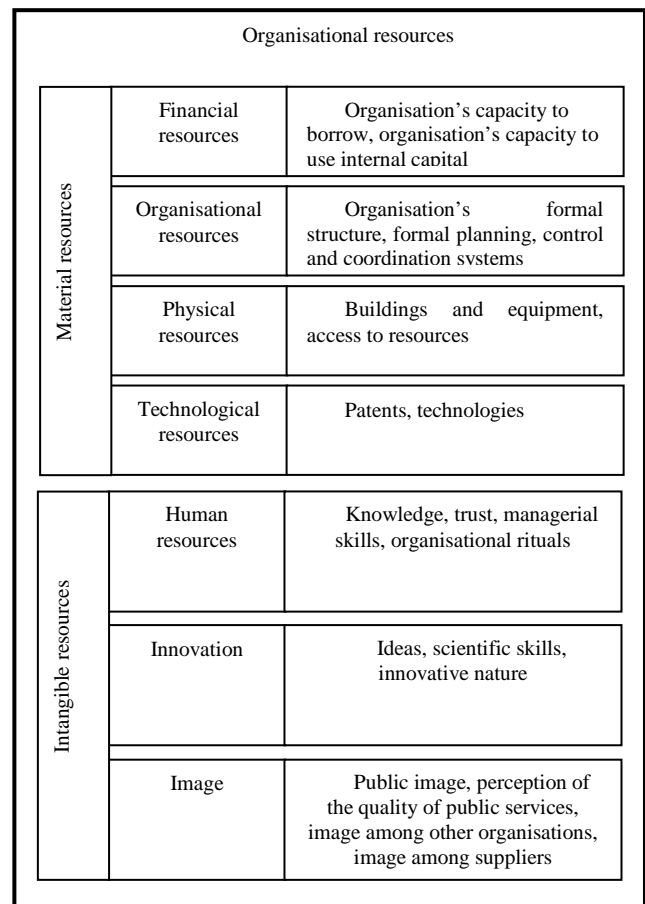 Organisational resources
Material resources
Financial
resources
Organisation's capacity to
borrow, organisation's capacity to
use internal capital
Organisational
resources
Organisation's formal
structure, formal planning, control
and coordination systems
Physical
resources
Buildings and equipment,
access to resources
Technological
resources
Patents, technologies
Intangible resources
Human
resources
Knowledge, trust, managerial
skills, organisational rituals
Innovation
Ideas, scientific skills,
innovative nature
Image
Public image, perception of
the quality of public services,
image among other organisations,
image among suppliers